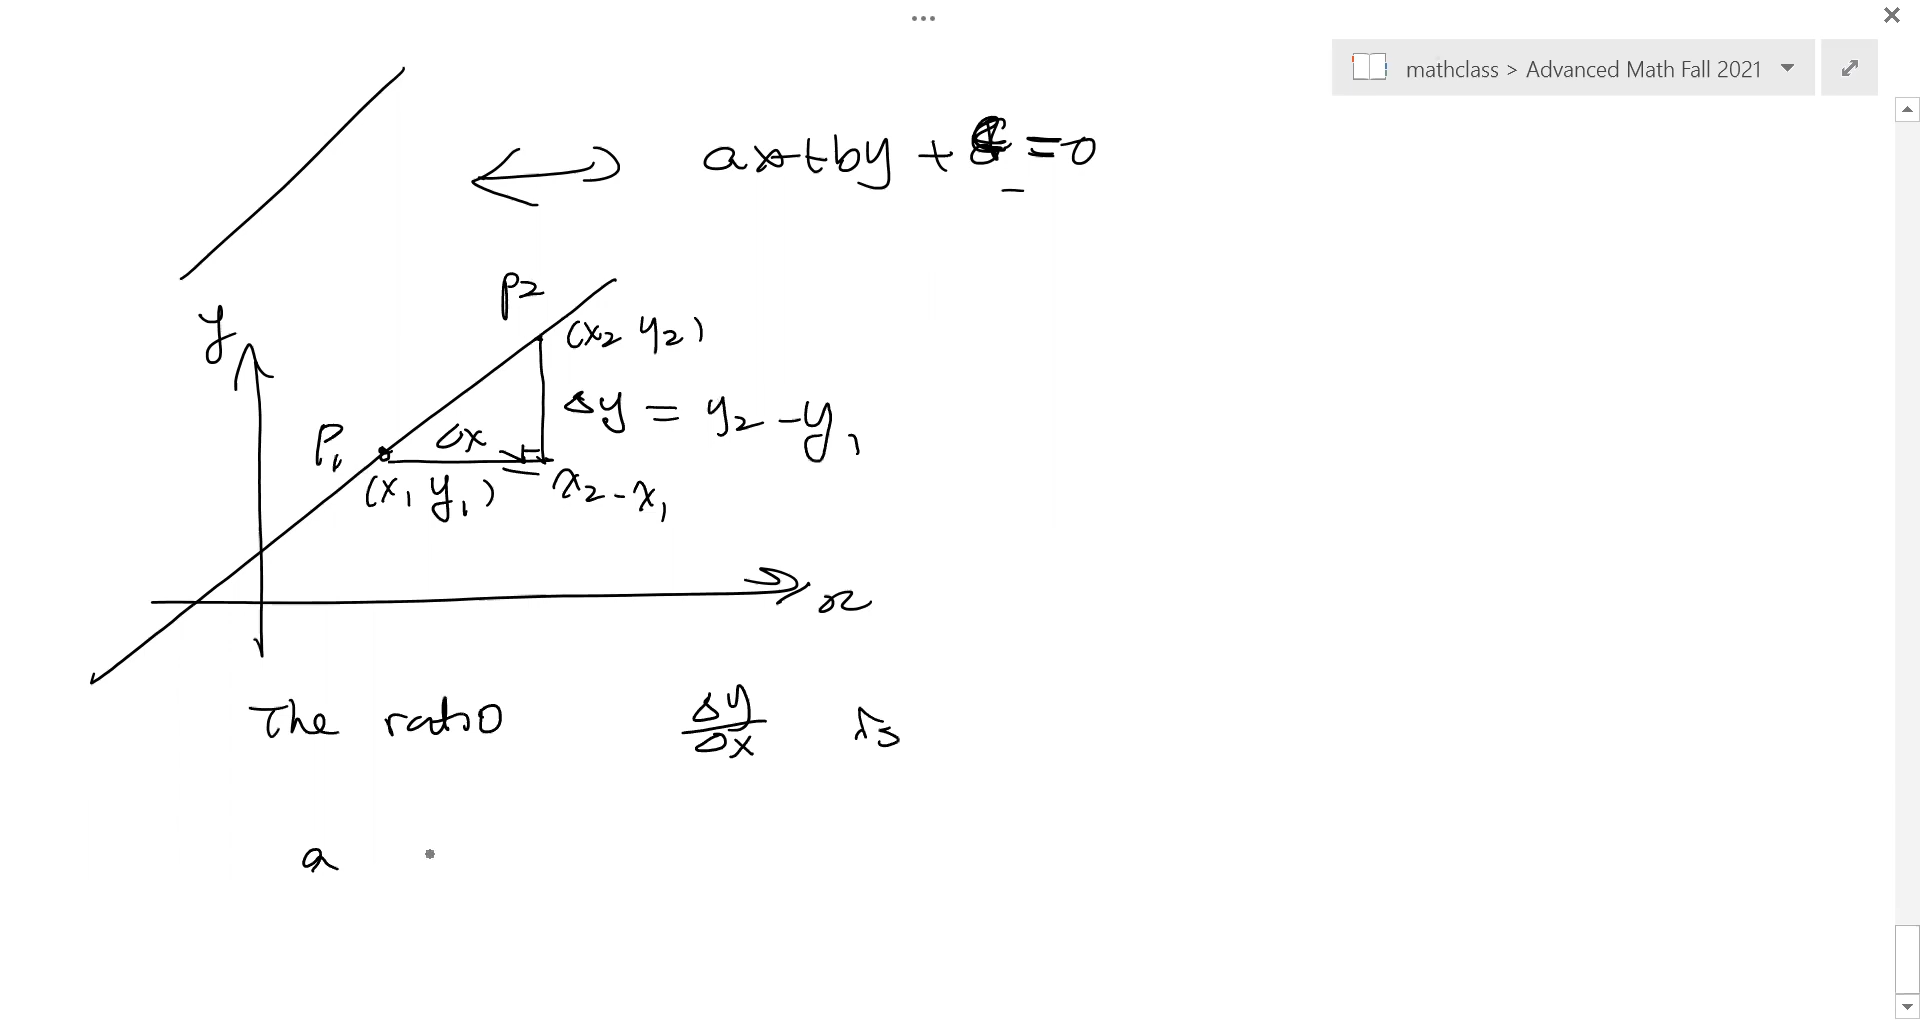 mathclass > Advanced Math Fall 2021
ax+by + = 0
P2
(x2 y2)
y
Δy = y2 - y1
P1
Δx
(x1 y1)
x2 - x1
x
The ratio Δy/Δx is
a